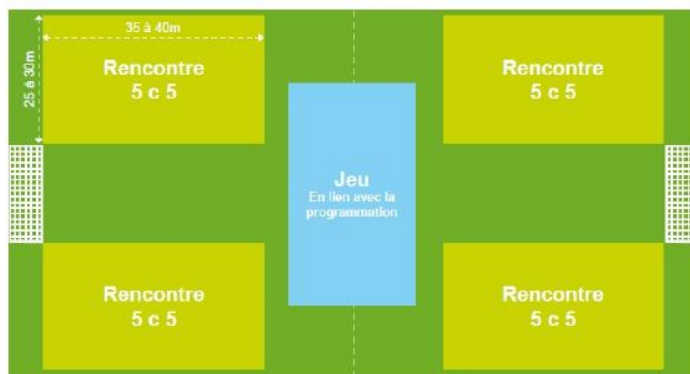 35 à 40m
25 à 30m
Rencontre
5 c 5
Rencontre
5 c 5
Jeu
En lien avec la
programmation
Rencontre
5 c 5
Rencontre
5 c 5